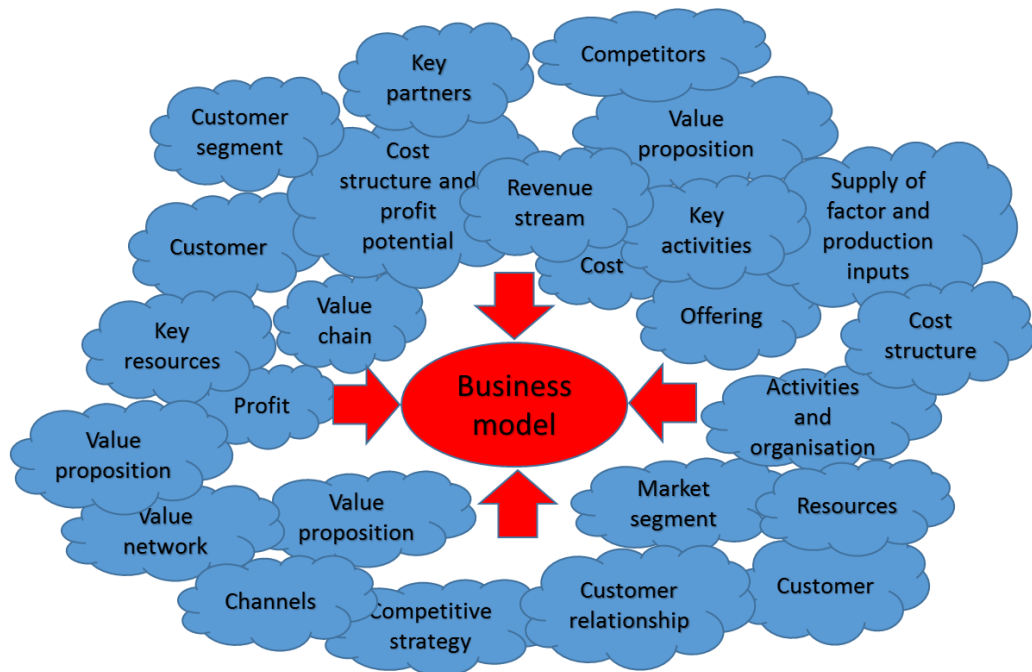 Competitors
Key
partners
Customer
segment
Value
proposition
Cost
structure and
profit
potential
Revenue
stream
Key
activities
Supply of
factor and
production
inputs
Customer
Cost
Value
chain
Offering
Key
resources
Cost
structure
Business
model
Profit
Activities
and
organisation
Value
proposition
Market
segment
Resources
Value
proposition
Value
network
Customer
Channels
Customer
relationship
Competitive
strategy